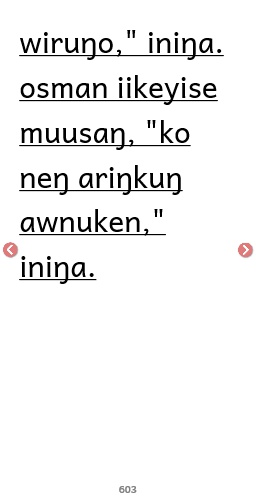 wiruŋo," iniŋa.
osman iikeyise
muusaŋ, "ko
neŋ ariŋkuŋ
awnuken,"
iniŋa.
603